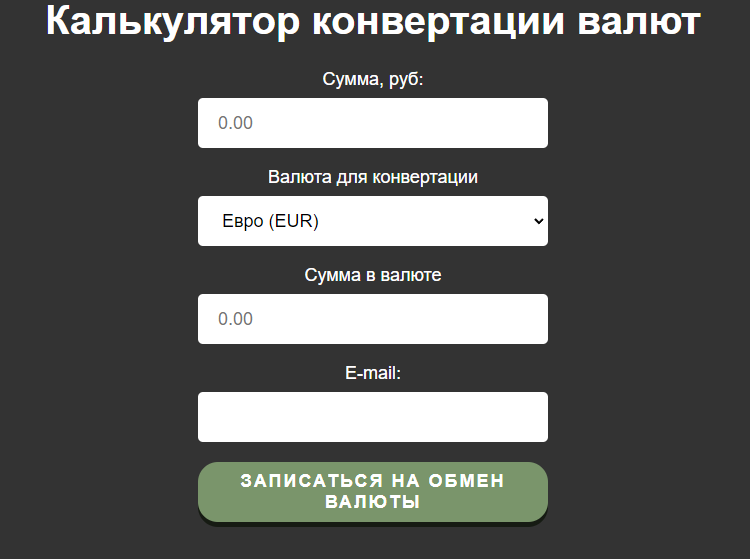 Калькулятор конвертации валют
Сумма, руб:
0.00
Валюта для конвертации
Евро (EUR)
Сумма в валюте
0.00
E-mail:
ЗАПИСАТЬСЯ НА ОБМЕН
ВАЛЮТЫ